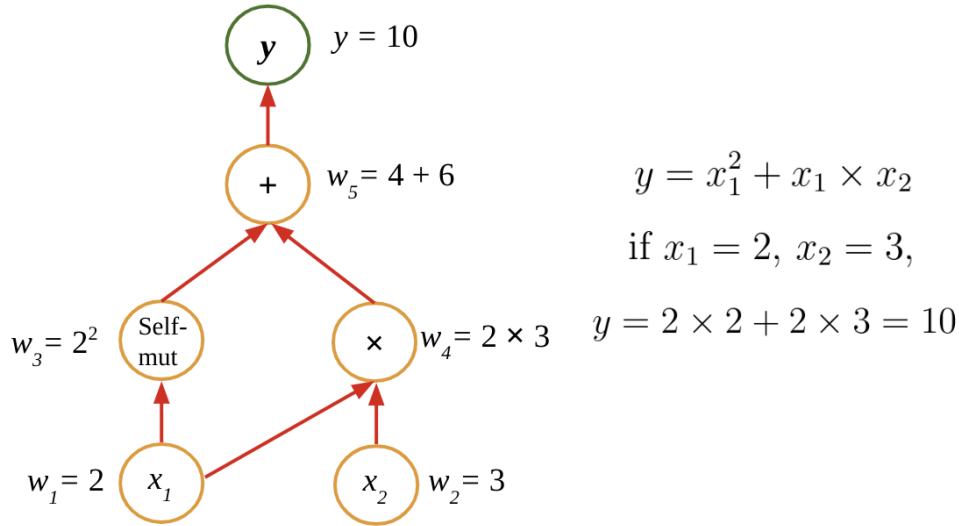 y
y = 10
+
w₅= 4 + 6
Self-
mut
w₃= 2²
×
w₄= 2 × 3
x₁
w₁= 2
x₂
w₂= 3
y = x₁² + x₁ × x₂
if x₁ = 2, x₂ = 3,
y = 2 × 2 + 2 × 3 = 10